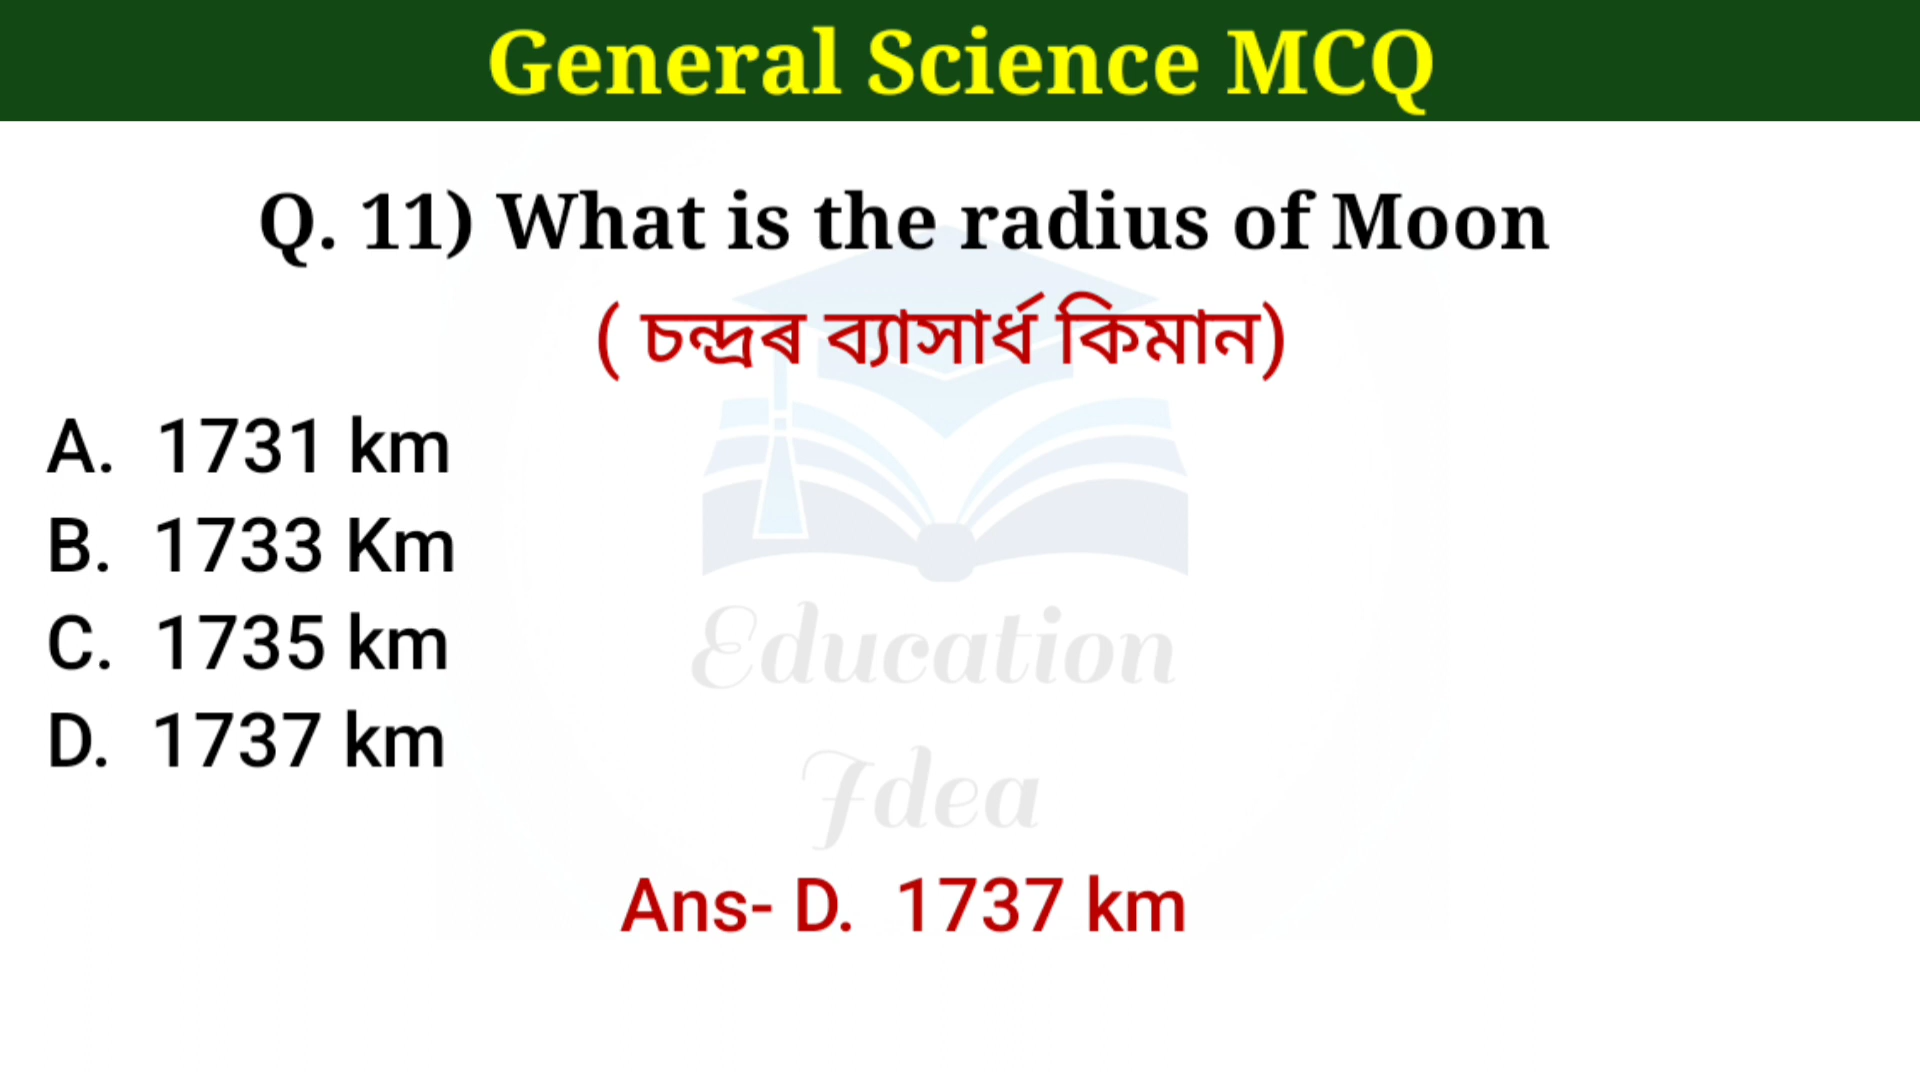 General Science MCQ
Q. 11) What is the radius of Moon
( চন্দ্ৰৰ ব্যাসাৰ্ধ কিমান)
A. 1731 km
B. 1733 Km
C. 1735 km
D. 1737 km
Education
Idea
Ans- D. 1737 km